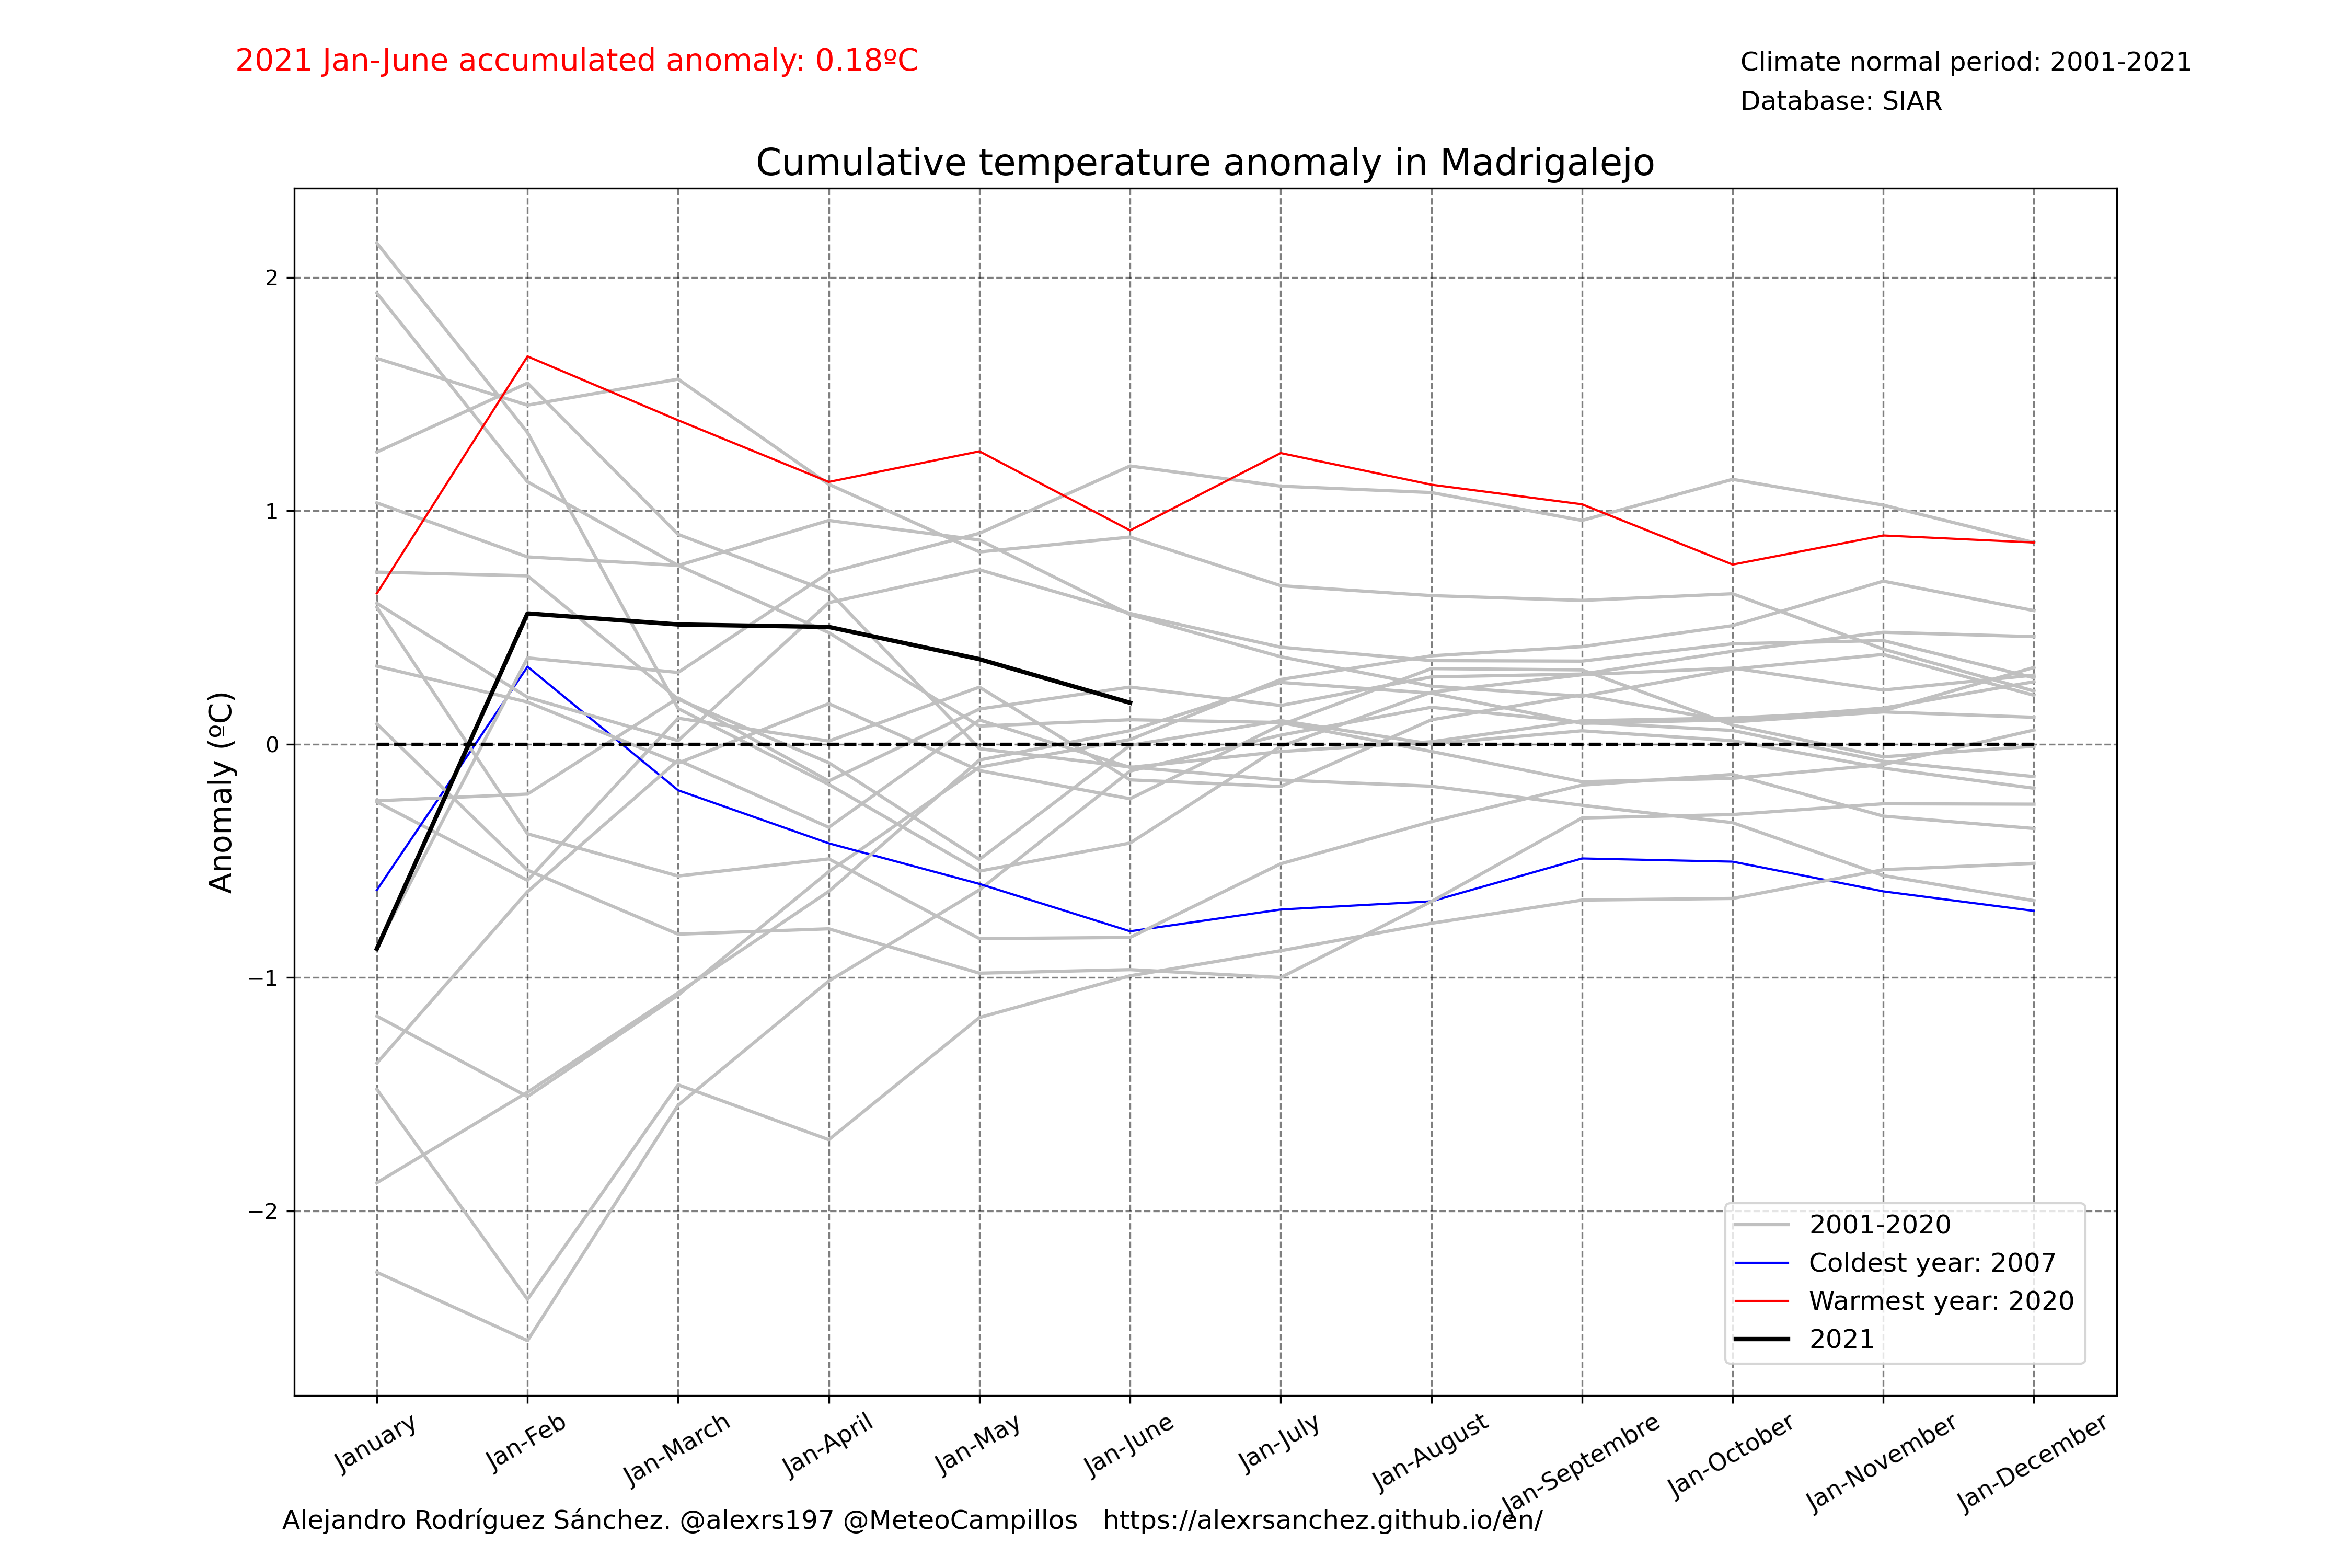 2021 Jan-June accumulated anomaly: 0.18ºC
Climate normal period: 2001-2021
Database: SIAR
Cumulative temperature anomaly in Madrigalejo
Anomaly (ºC)
2
1
0
−1
−2
2001-2020
Coldest year: 2007
Warmest year: 2020
2021
January
Jan-Feb
Jan-March
Jan-April
Jan-May
Jan-June
Jan-July
Jan-August
Jan-Septembre
Jan-October
Jan-November
Jan-December
Alejandro Rodríguez Sánchez. @alexrs197 @MeteoCampillos https://alexrsanchez.github.io/en/